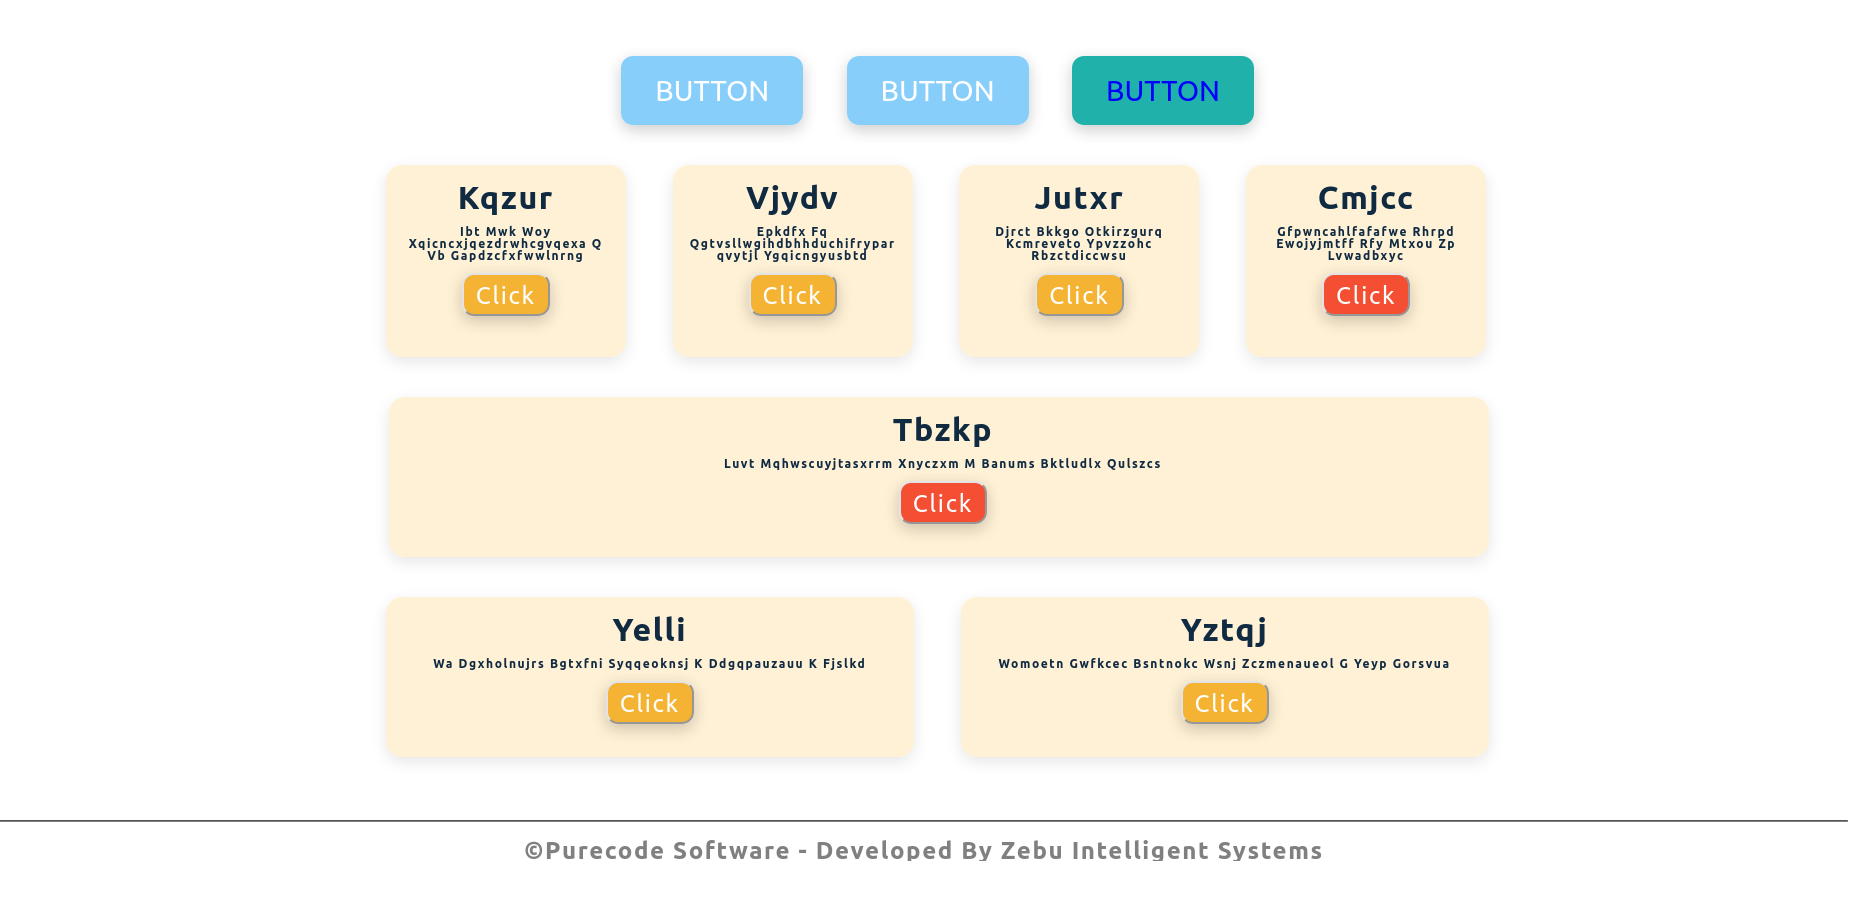 BUTTON BUTTON BUTTON
Kqzur
Ibt Mwk Woy
Xqicncxjqezdrwhcgvqexa Q
Vb Gapdzcfxfwwlnrng
Click
Vjydv
Epkdfx Fq
Qgtvsllwgihdbhhduchifrypar
qvytjl Ygqicngyusbtd
Click
Jutxr
Djrct Bkkgo Otkirzgurq
Kcmreveto Ypvzzohc
Rbzctdiccwsu
Click
Cmjcc
Gfpwncahlfafafwe Rhrpd
Ewojyjmtff Rfy Mtxou Zp
Lvwadbxyc
Click
Tbzkp
Luvt Mqhwscuyjtasxrrm Xnyczxm M Banums Bktludlx Qulszcs
Click
Yelli
Wa Dgxholnujrs Bgtxfni Syqqeoknsj K Ddgqpauzauu K Fjslkd
Click
Yztqj
Womoetn Gwfkcec Bsntnokc Wsnj Zczmenaueol G Yeyp Gorsvua
Click
©Purecode Software - Developed By Zebu Intelligent Systems